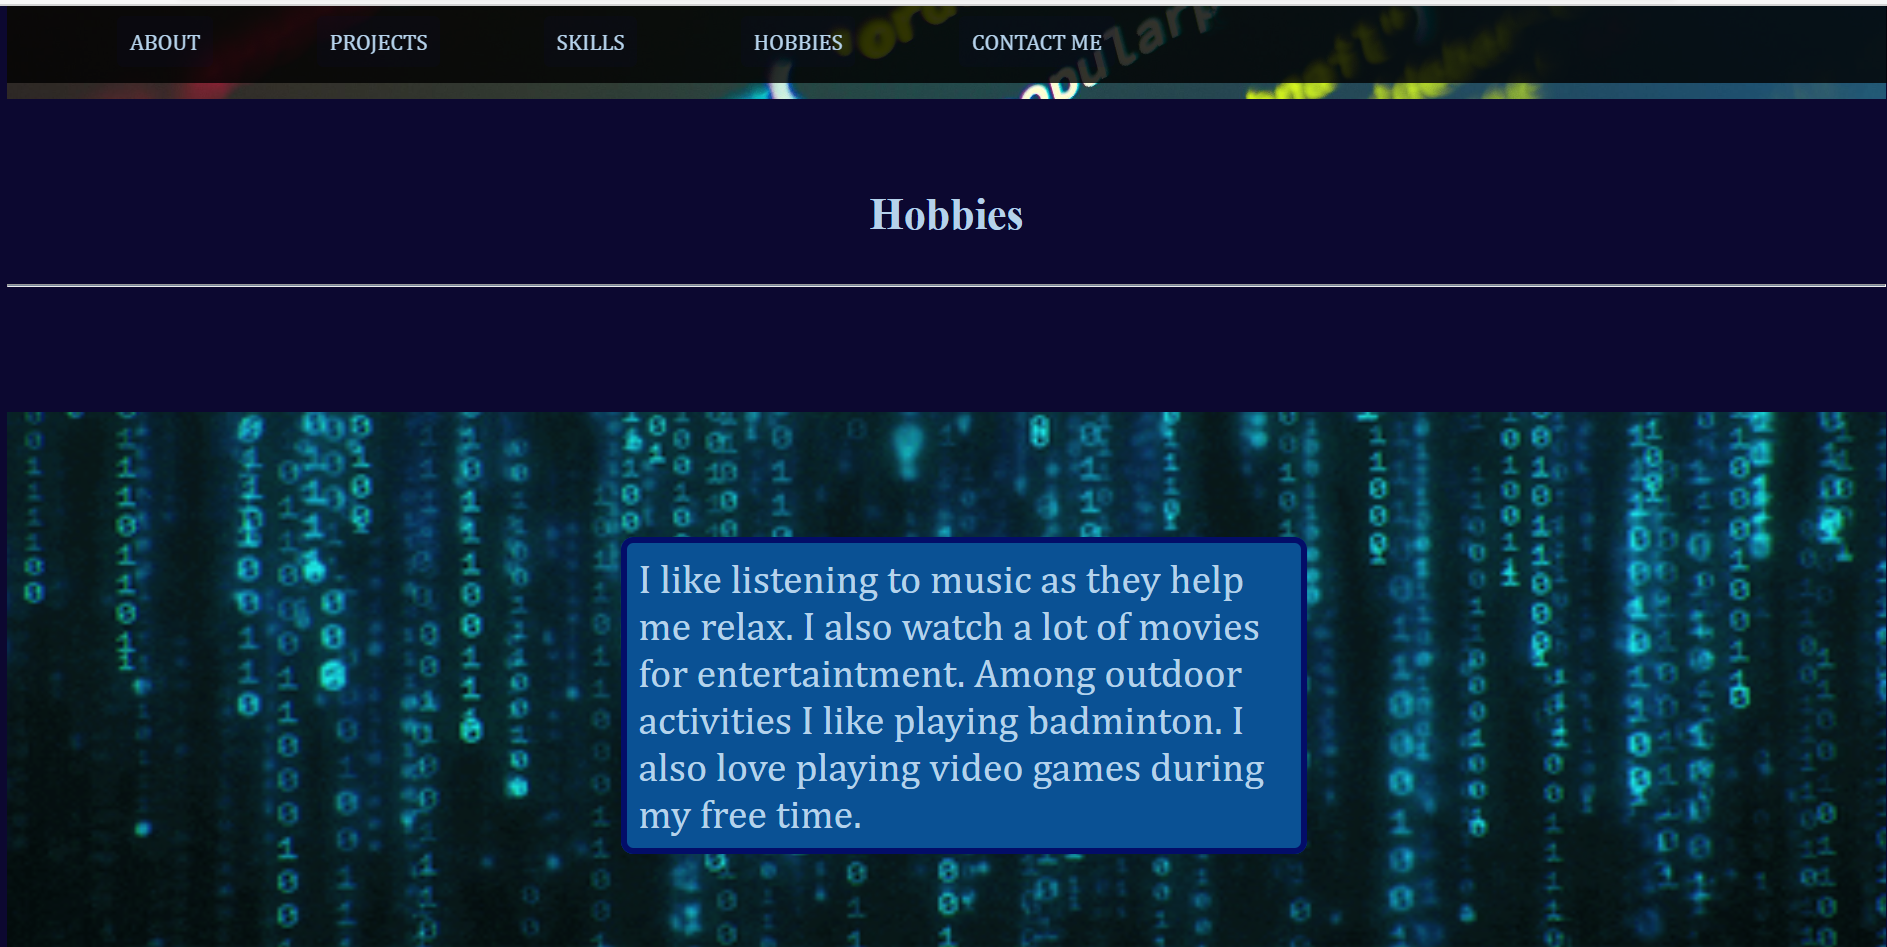 ABOUT PROJECTS SKILLS HOBBIES CONTACT ME
Hobbies
I like listening to music as they help
me relax. I also watch a lot of movies
for entertaintment. Among outdoor
activities I like playing badminton. I
also love playing video games during
my free time.